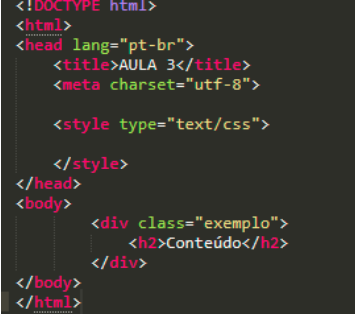 <!DOCTYPE html>
<html>
<head lang="pt-br">
    <title>AULA 3</title>
    <meta charset="utf-8">

    <style type="text/css">

    </style>
</head>
<body>
        <div class="exemplo">
            <h2>Conteúdo</h2>
        </div>
</body>
</html>